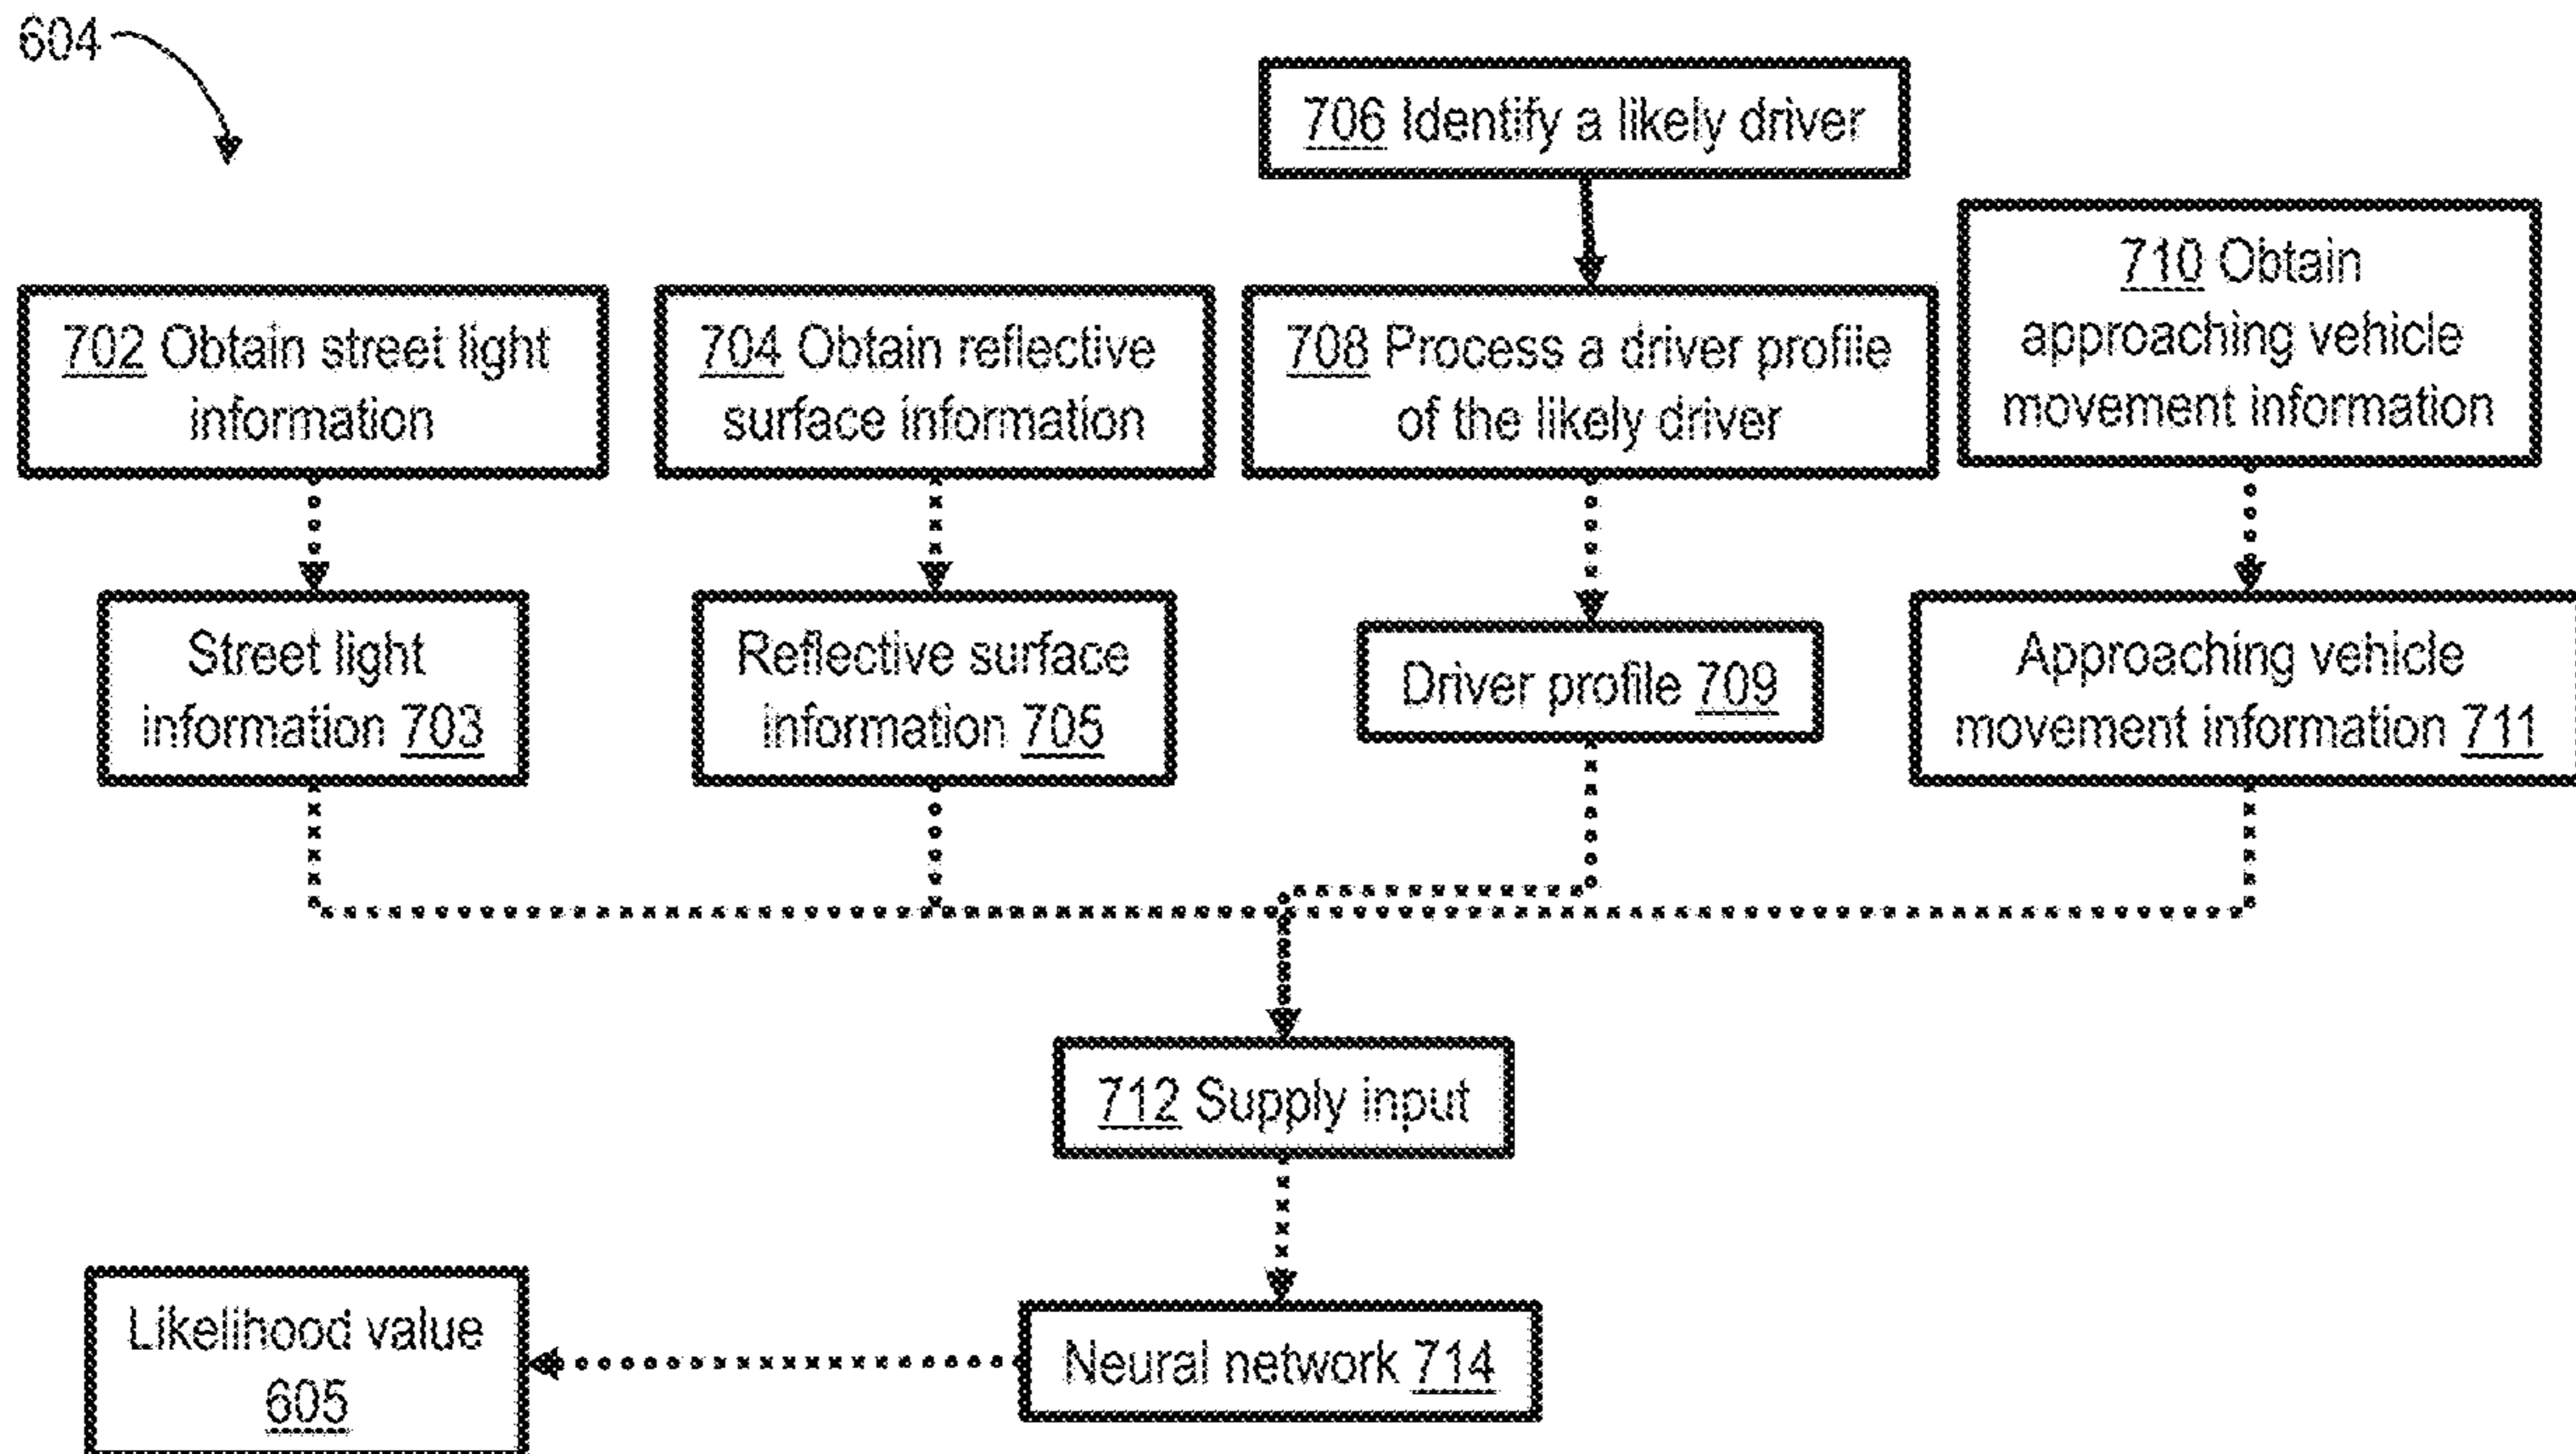 604
706 Identify a likely driver
702 Obtain street light
information
704 Obtain reflective
surface information
708 Process a driver profile
of the likely driver
710 Obtain
approaching vehicle
movement information
Street light
information 703
Reflective surface
information 705
Driver profile 709
Approaching vehicle
movement information 711
712 Supply input
Neural network 714
Likelihood value
605